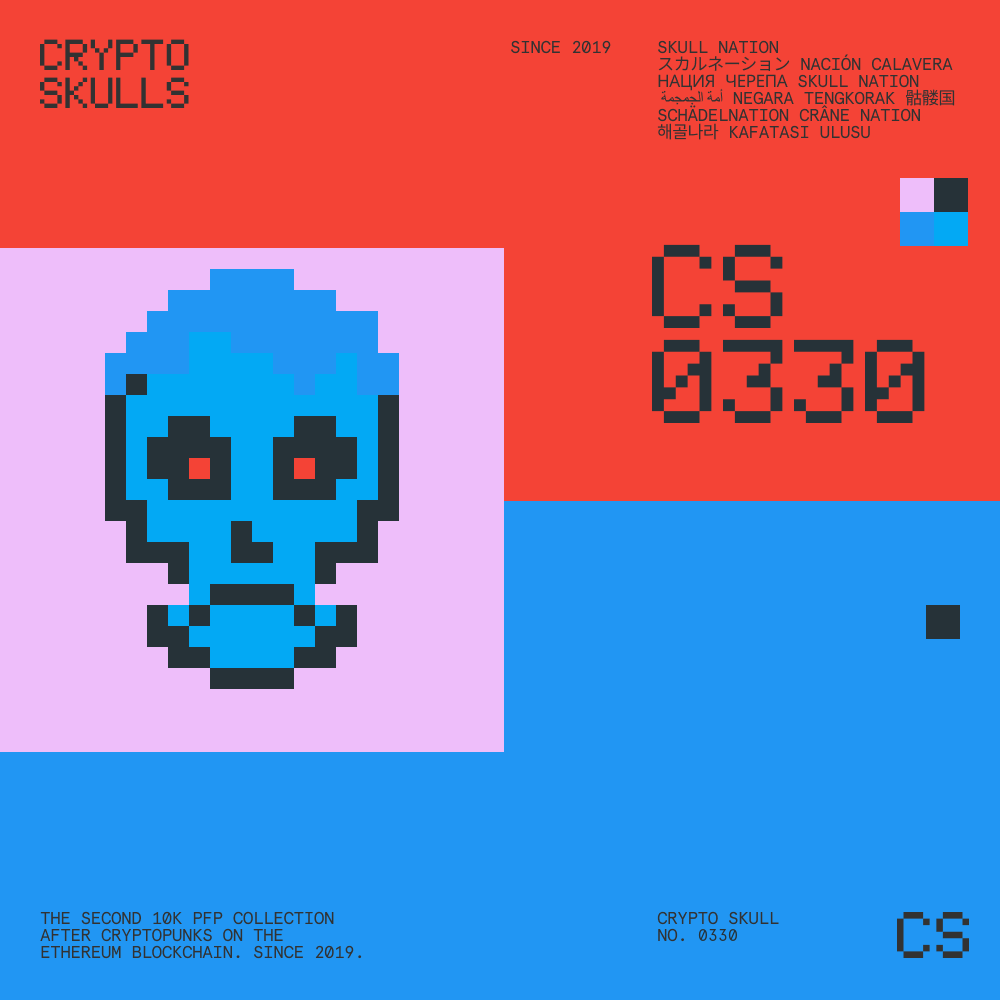 CRYPTO
SKULLS
SINCE 2019
SKULL NATION
スカルネーション NACIÓN CALAVERA
НАЦИЯ ЧЕРЕПА SKULL NATION
أمة الجمجمة NEGARA TENGKORAK 骷髅国
SCHÄDELNATION CRÂNE NATION
해골나라 KAFATASI ULUSU
CS
0330
THE SECOND 10K PFP COLLECTION
AFTER CRYPTOPUNKS ON THE
ETHEREUM BLOCKCHAIN. SINCE 2019.
CRYPTO SKULL
NO. 0330
CS